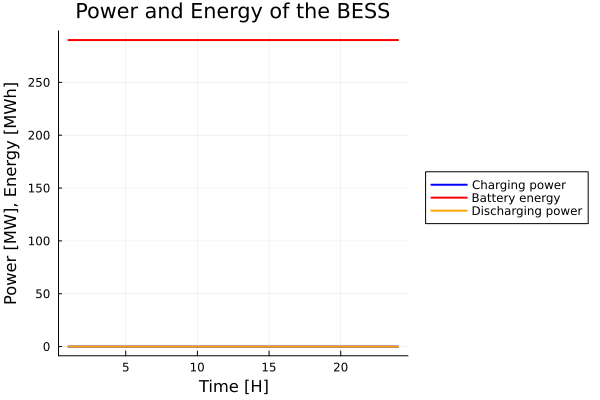 Power and Energy of the BESS
Power [MW], Energy [MWh]
250
200
150
100
50
0
5 10 15 20
Time [H]
Charging power
Battery energy
Discharging power